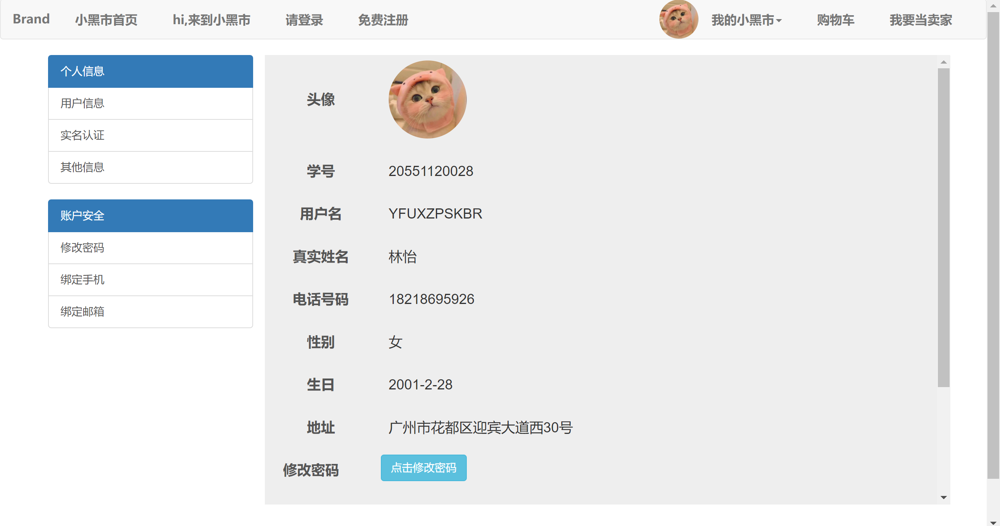 Brand 小黑市首页 hi,来到小黑市 请登录 免费注册 我的小黑市 购物车 我要当卖家
个人信息
用户信息
实名认证
其他信息
账户安全
修改密码
绑定手机
绑定邮箱
头像
学号 20551120028
用户名 YFUXZPSKBR
真实姓名 林怡
电话号码 18218695926
性别 女
生日 2001-2-28
地址 广州市花都区迎宾大道西30号
修改密码 点击修改密码